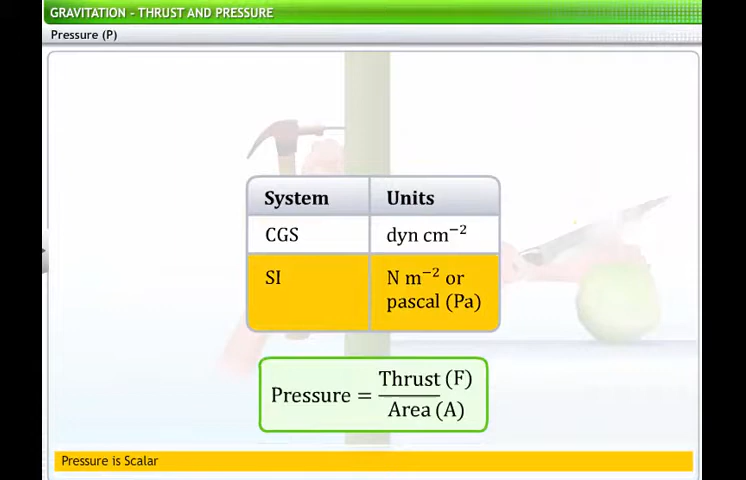 GRAVITATION - THRUST AND PRESSURE
Pressure (P)
System Units
CGS dyn cm⁻²
SI N m⁻² or
pascal (Pa)
Pressure = Thrust (F) / Area (A)
Pressure is Scalar